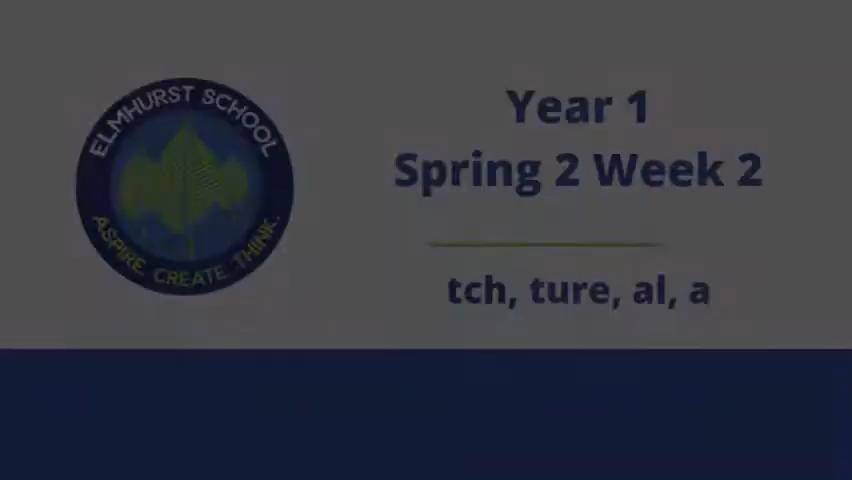 ELMHURST SCHOOL
ASPIRE. CREATE. THINK.
Year 1
Spring 2 Week 2
tch, ture, al, a